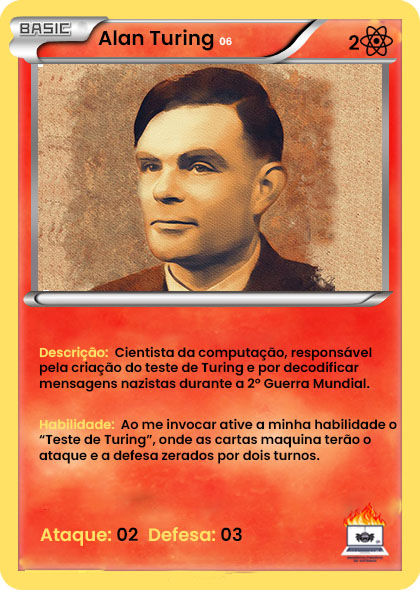 BASIC
Alan Turing 06
2
Descrição: Cientista da computação, responsável
pela criação do teste de Turing e por decodificar
mensagens nazistas durante a 2º Guerra Mundial.
Habilidade: Ao me invocar ative a minha habilidade o
“Teste de Turing”, onde as cartas maquina terão o
ataque e a defesa zerados por dois turnos.
Ataque: 02 Defesa: 03